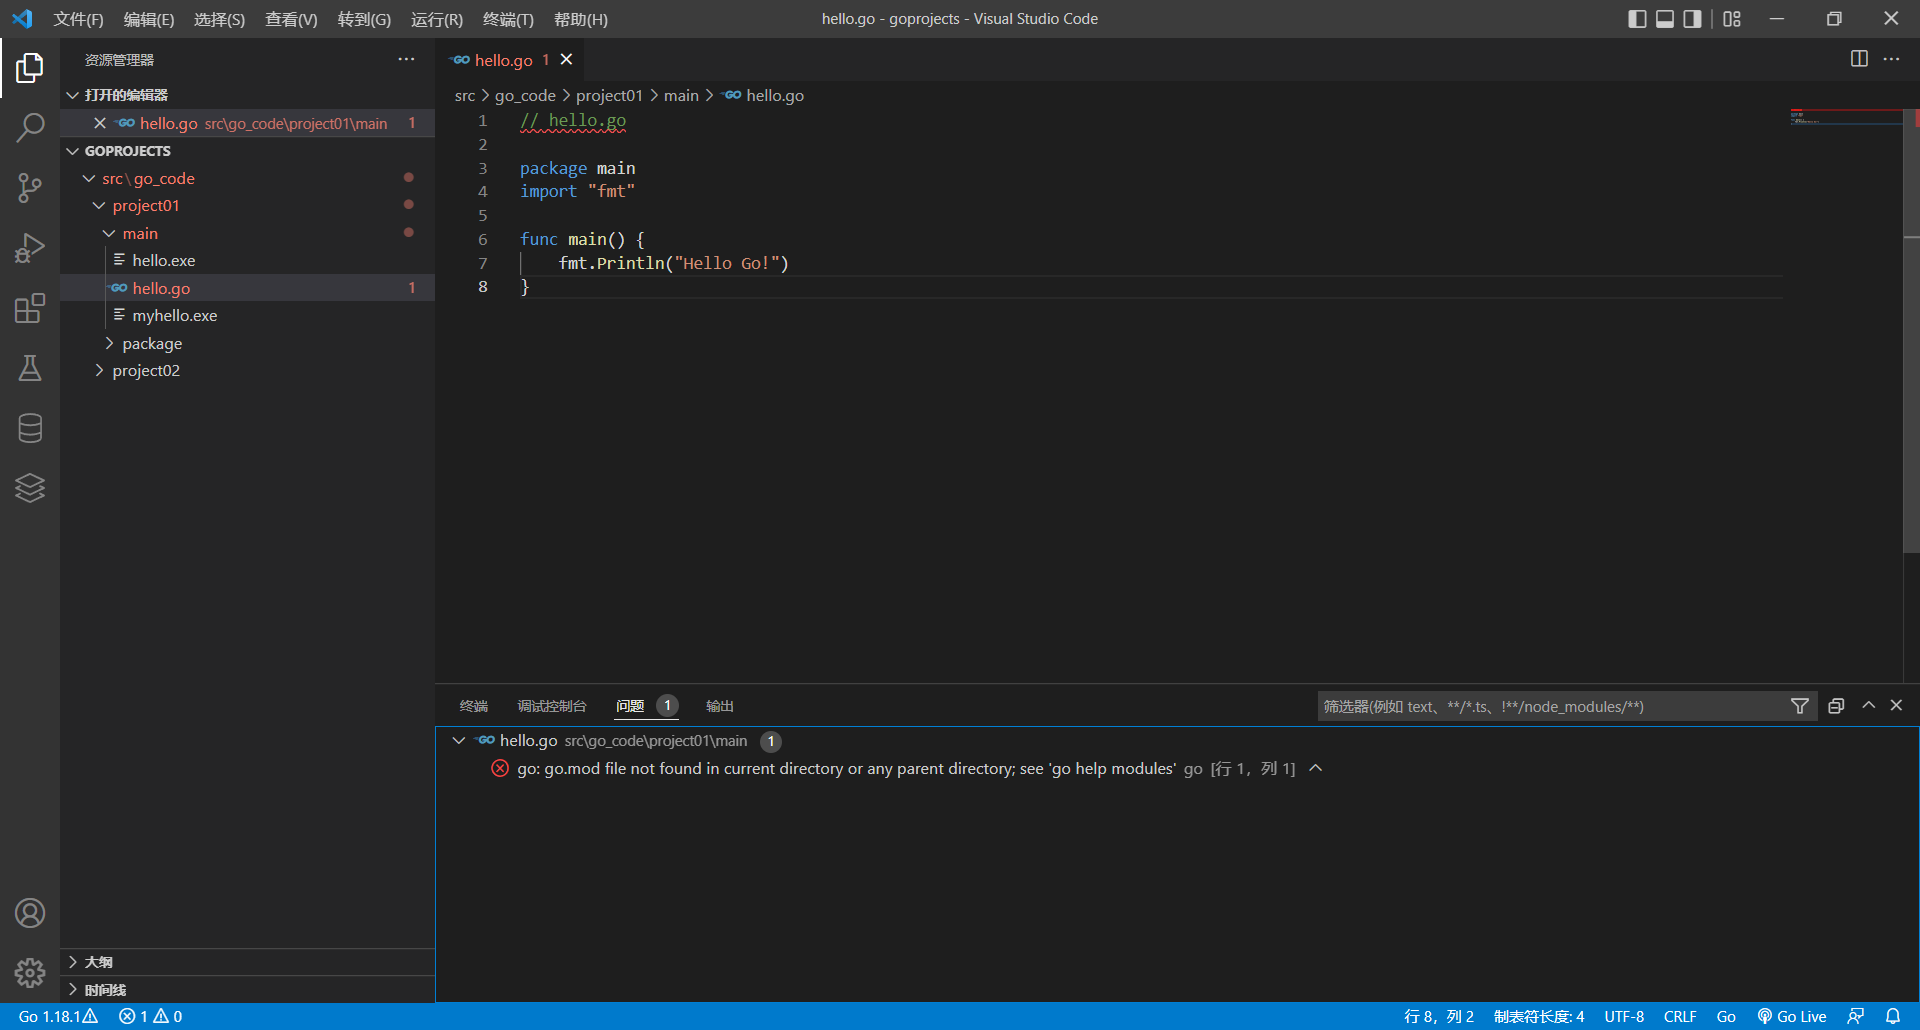 文件(F) 编辑(E) 选择(S) 查看(V) 转到(G) 运行(R) 终端(T) 帮助(H) hello.go - goprojects - Visual Studio Code
资源管理器
打开的编辑器
hello.go src\go_code\project01\main 1
GOPROJECTS
src\go_code
project01
main
hello.exe
hello.go 1
myhello.exe
package
project02
大纲
时间线
hello.go 1
src > go_code > project01 > main > hello.go
1 // hello.go
2
3 package main
4 import "fmt"
5
6 func main() {
7 fmt.Println("Hello Go!")
8 }
终端 调试控制台 问题 1 输出 筛选器(例如 text、**/*.ts、!**/node_modules/**)
hello.go src\go_code\project01\main 1
go: go.mod file not found in current directory or any parent directory; see 'go help modules' go [行 1，列 1]
Go 1.18.1 1 0 行 8，列 2 制表符长度: 4 UTF-8 CRLF Go Go Live